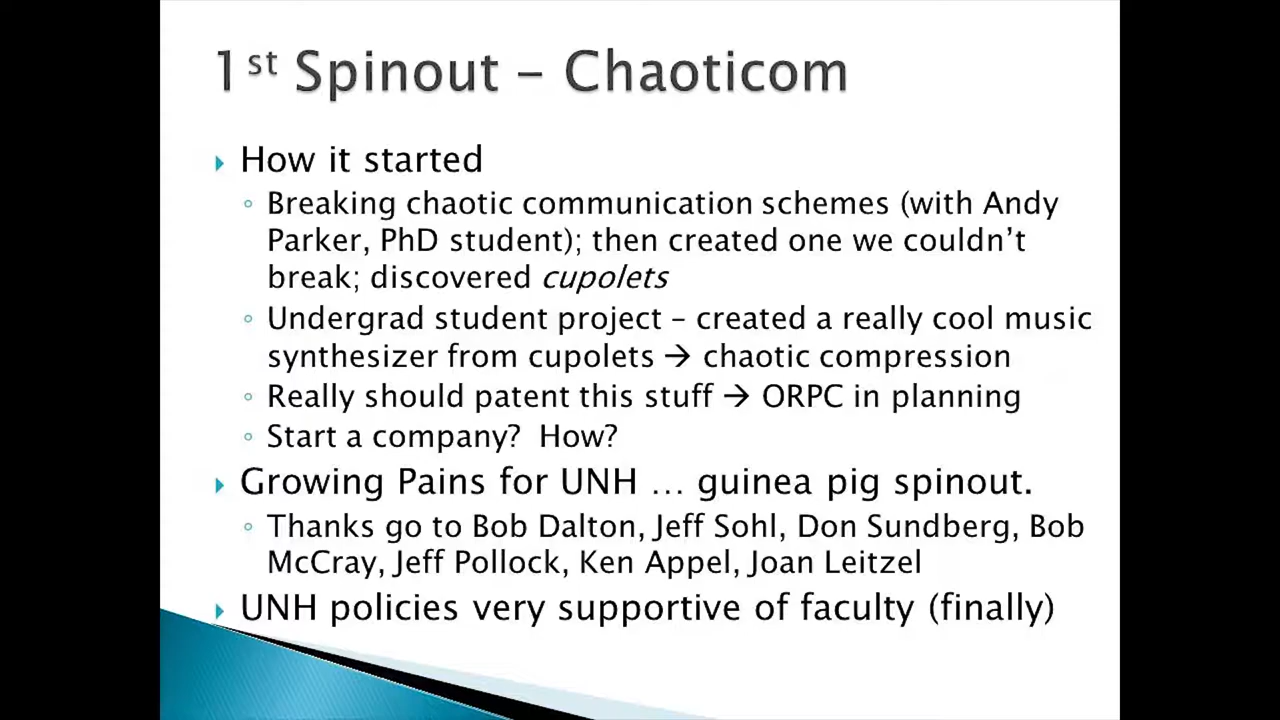 1st Spinout – Chaoticom
How it started
Breaking chaotic communication schemes (with Andy
Parker, PhD student); then created one we couldn't
break; discovered cupolets
Undergrad student project – created a really cool music
synthesizer from cupolets → chaotic compression
Really should patent this stuff → ORPC in planning
Start a company? How?
Growing Pains for UNH … guinea pig spinout.
Thanks go to Bob Dalton, Jeff Sohl, Don Sundberg, Bob
McCray, Jeff Pollock, Ken Appel, Joan Leitzel
UNH policies very supportive of faculty (finally)